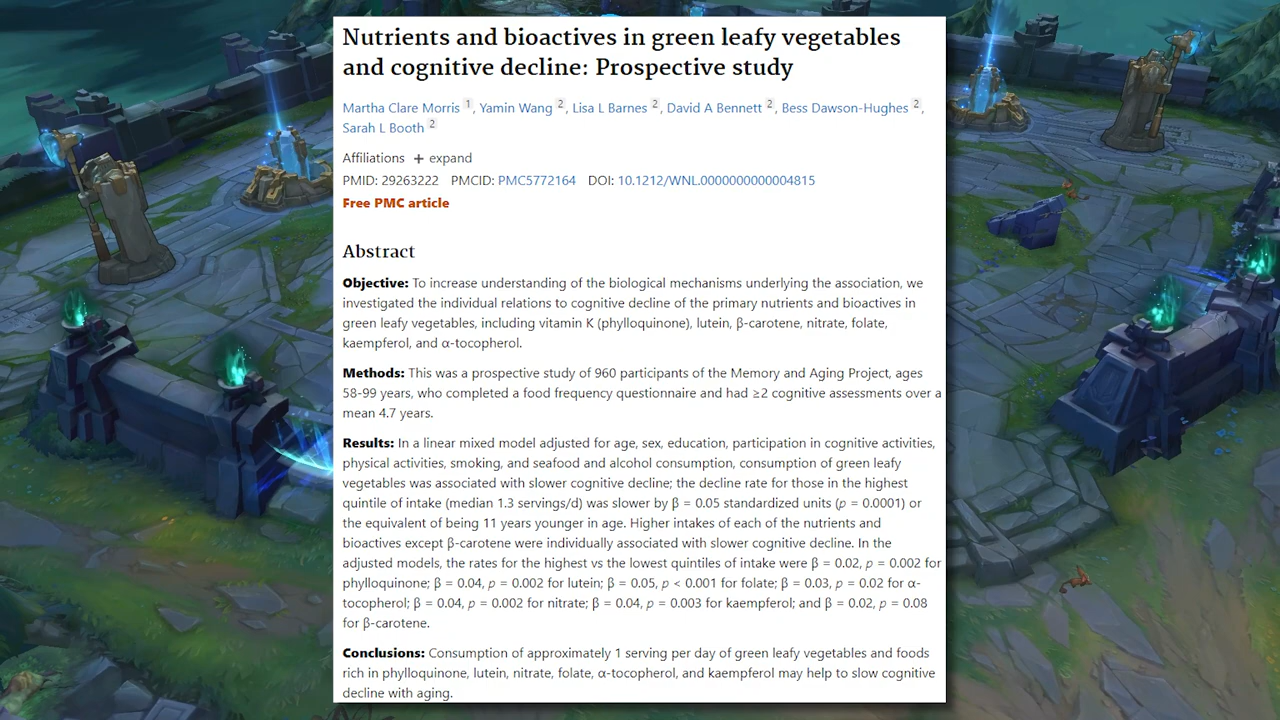 Nutrients and bioactives in green leafy vegetables
and cognitive decline: Prospective study
Martha Clare Morris 1, Yamin Wang 2, Lisa L Barnes 2, David A Bennett 2, Bess Dawson-Hughes 2,
Sarah L Booth 2
Affiliations + expand
PMID: 29263222 PMCID: PMC5772164 DOI: 10.1212/WNL.0000000000004815
Free PMC article
Abstract
Objective: To increase understanding of the biological mechanisms underlying the association, we
investigated the individual relations to cognitive decline of the primary nutrients and bioactives in
green leafy vegetables, including vitamin K (phylloquinone), lutein, β-carotene, nitrate, folate,
kaempferol, and α-tocopherol.
Methods: This was a prospective study of 960 participants of the Memory and Aging Project, ages
58-99 years, who completed a food frequency questionnaire and had ≥2 cognitive assessments over a
mean 4.7 years.
Results: In a linear mixed model adjusted for age, sex, education, participation in cognitive activities,
physical activities, smoking, and seafood and alcohol consumption, consumption of green leafy
vegetables was associated with slower cognitive decline; the decline rate for those in the highest
quintile of intake (median 1.3 servings/d) was slower by β = 0.05 standardized units (p = 0.0001) or
the equivalent of being 11 years younger in age. Higher intakes of each of the nutrients and
bioactives except β-carotene were individually associated with slower cognitive decline. In the
adjusted models, the rates for the highest vs the lowest quintiles of intake were β = 0.02, p = 0.002 for
phylloquinone; β = 0.04, p = 0.002 for lutein; β = 0.05, p < 0.001 for folate; β = 0.03, p = 0.02 for α-
tocopherol; β = 0.04, p = 0.002 for nitrate; β = 0.04, p = 0.003 for kaempferol; and β = 0.02, p = 0.08
for β-carotene.
Conclusions: Consumption of approximately 1 serving per day of green leafy vegetables and foods
rich in phylloquinone, lutein, nitrate, folate, α-tocopherol, and kaempferol may help to slow cognitive
decline with aging.